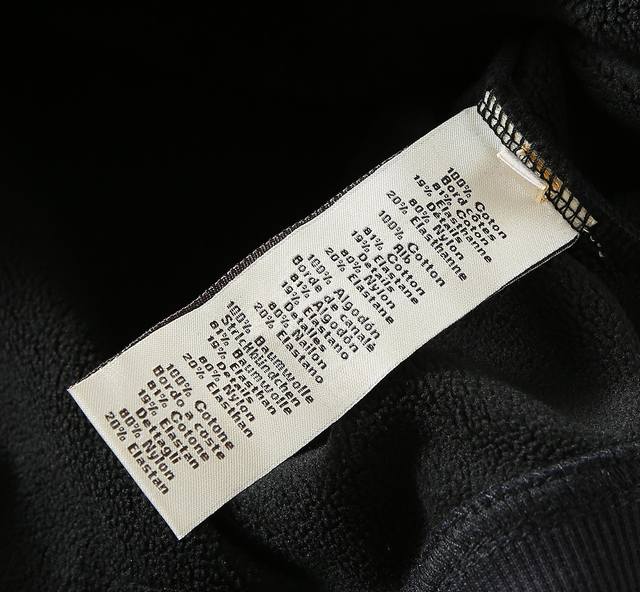 100% Coton
Bord côtes
81% Coton
19% Elasthanne
Détails
80% Nylon
20% Elasthanne
100% Cotton
Rib
81% Cotton
19% Elastane
Details
80% Nylon
20% Elastane
100% Algodón
Borde de canalé
81% Algodón
19% Elastano
Detalles
80% Nailon
20% Elastano
100% Baumwolle
Strickbündchen
81% Baumwolle
19% Elasthan
Details
80% Nylon
20% Elasthan
100% Cotone
Bordo a coste
81% Cotone
19% Elastan
Dettagli
80% Nylon
20% Elastan